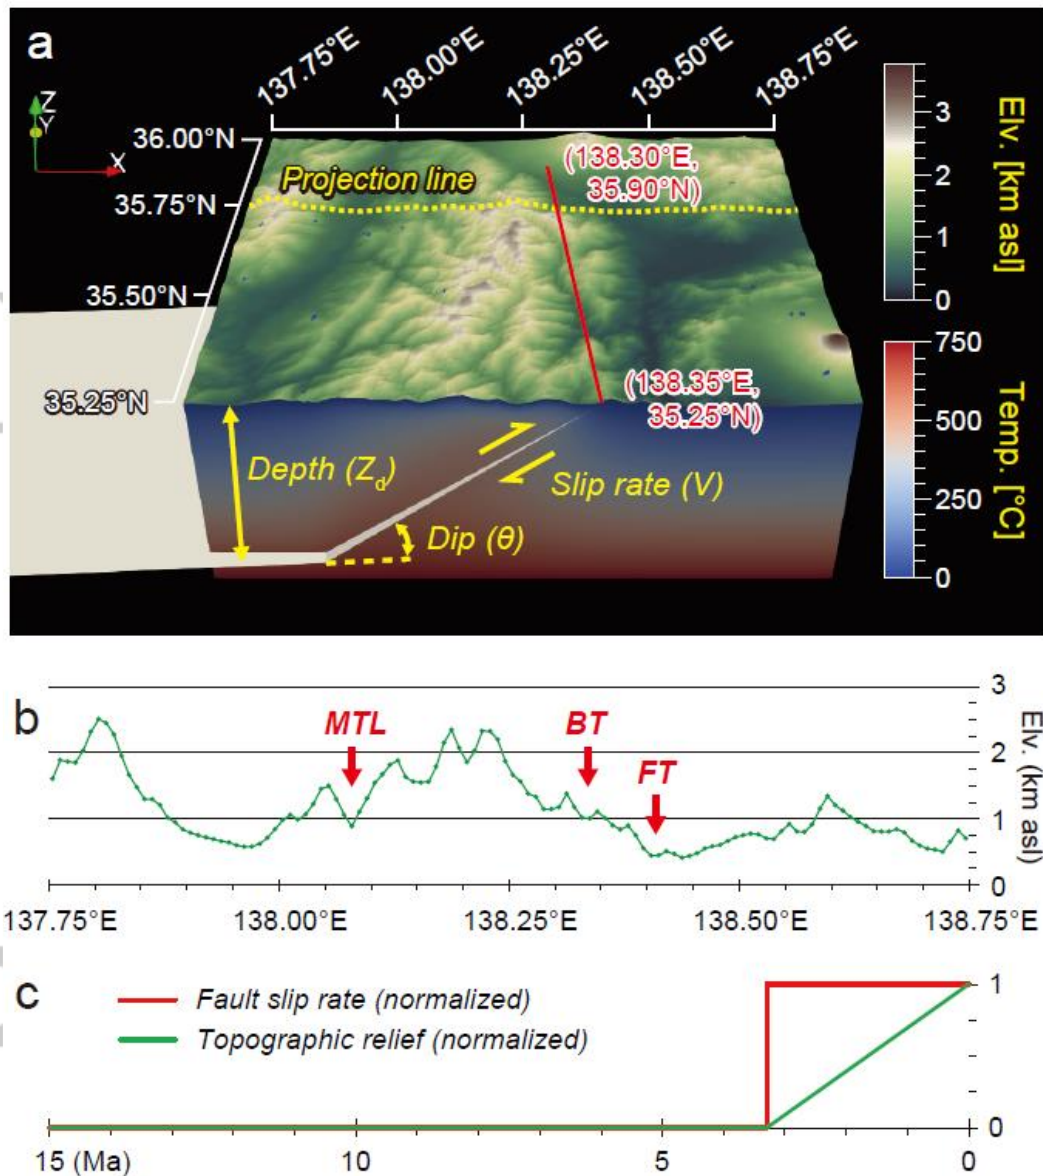 a
137.75°E
138.00°E
138.25°E
138.50°E
138.75°E
Z
Y
X
36.00°N
35.75°N
35.50°N
35.25°N
Projection line
(138.30°E,
35.90°N)
(138.35°E,
35.25°N)
Depth (Zd)
Slip rate (V)
Dip (θ)
3
2
1
0
Elv. [km asl]
750
500
250
0
Temp. [°C]
b
MTL
BT
FT
3
2
1
0
Elv. (km asl)
137.75°E 138.00°E 138.25°E 138.50°E 138.75°E
c
Fault slip rate (normalized)
Topographic relief (normalized)
1
0
15 (Ma) 10 5 0